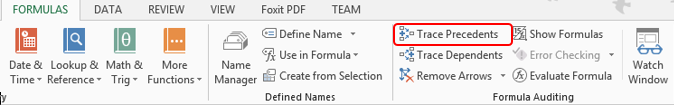 FORMULAS DATA REVIEW VIEW Foxit PDF TEAM
Date & Time
Lookup & Reference
Math & Trig
More Functions
Name Manager
Define Name
Use in Formula
Create from Selection
Defined Names
Trace Precedents
Trace Dependents
Remove Arrows
Show Formulas
Error Checking
Evaluate Formula
Formula Auditing
Watch Window